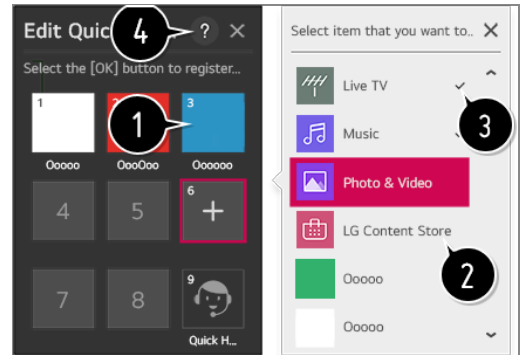 Edit Quic
4
?
Select the [OK] button to register...
1
2
3
1
Ooooo
OooOoo
Oooooo
4
5
6
7
8
9
Quick H...
Select item that you want to..
Live TV
3
Music
Photo & Video
LG Content Store
2
Ooooo
Ooooo